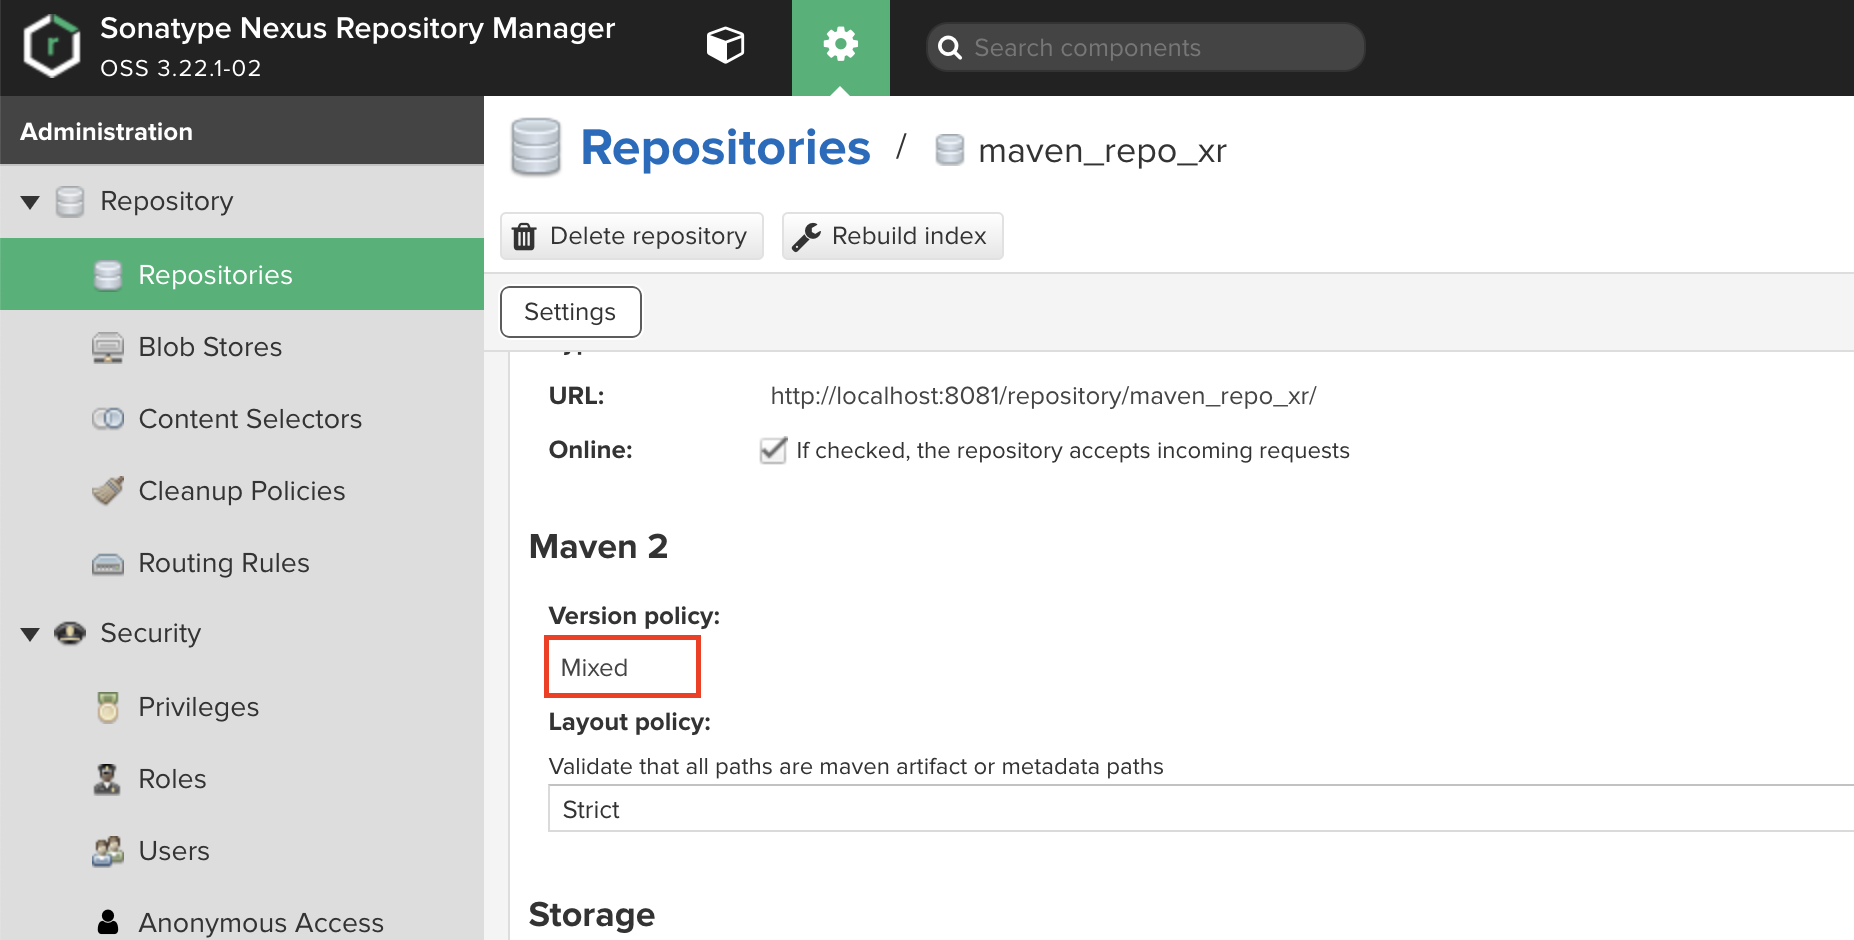 Sonatype Nexus Repository Manager
OSS 3.22.1-02
Search components
Administration
Repository
Repositories
Blob Stores
Content Selectors
Cleanup Policies
Routing Rules
Security
Privileges
Roles
Users
Anonymous Access
Repositories / maven_repo_xr
Delete repository
Rebuild index
Settings
URL: http://localhost:8081/repository/maven_repo_xr/
Online: If checked, the repository accepts incoming requests
Maven 2
Version policy:
Mixed
Layout policy:
Validate that all paths are maven artifact or metadata paths
Strict
Storage